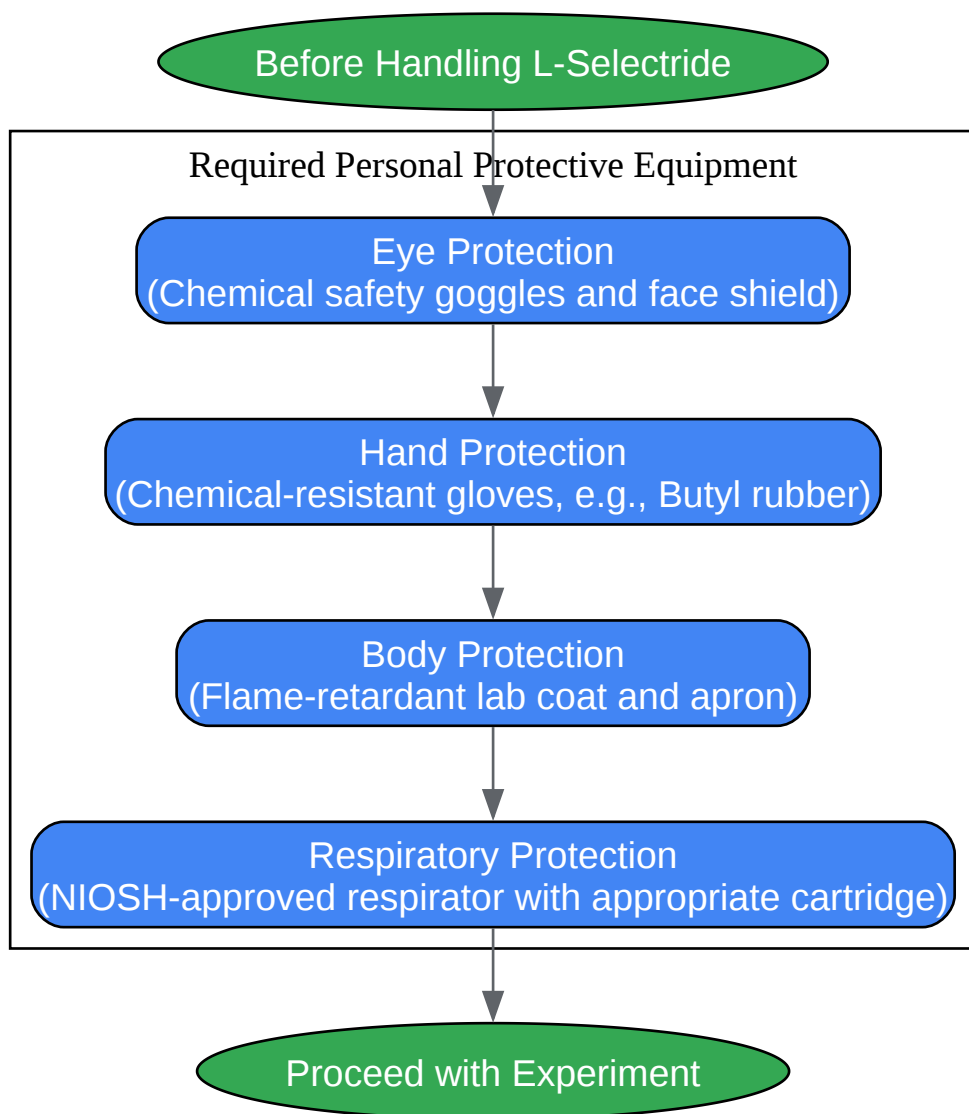 Before Handling L-Selectride
Required Personal Protective Equipment
Eye Protection
(Chemical safety goggles and face shield)
Hand Protection
(Chemical-resistant gloves, e.g., Butyl rubber)
Body Protection
(Flame-retardant lab coat and apron)
Respiratory Protection
(NIOSH-approved respirator with appropriate cartridge)
Proceed with Experiment